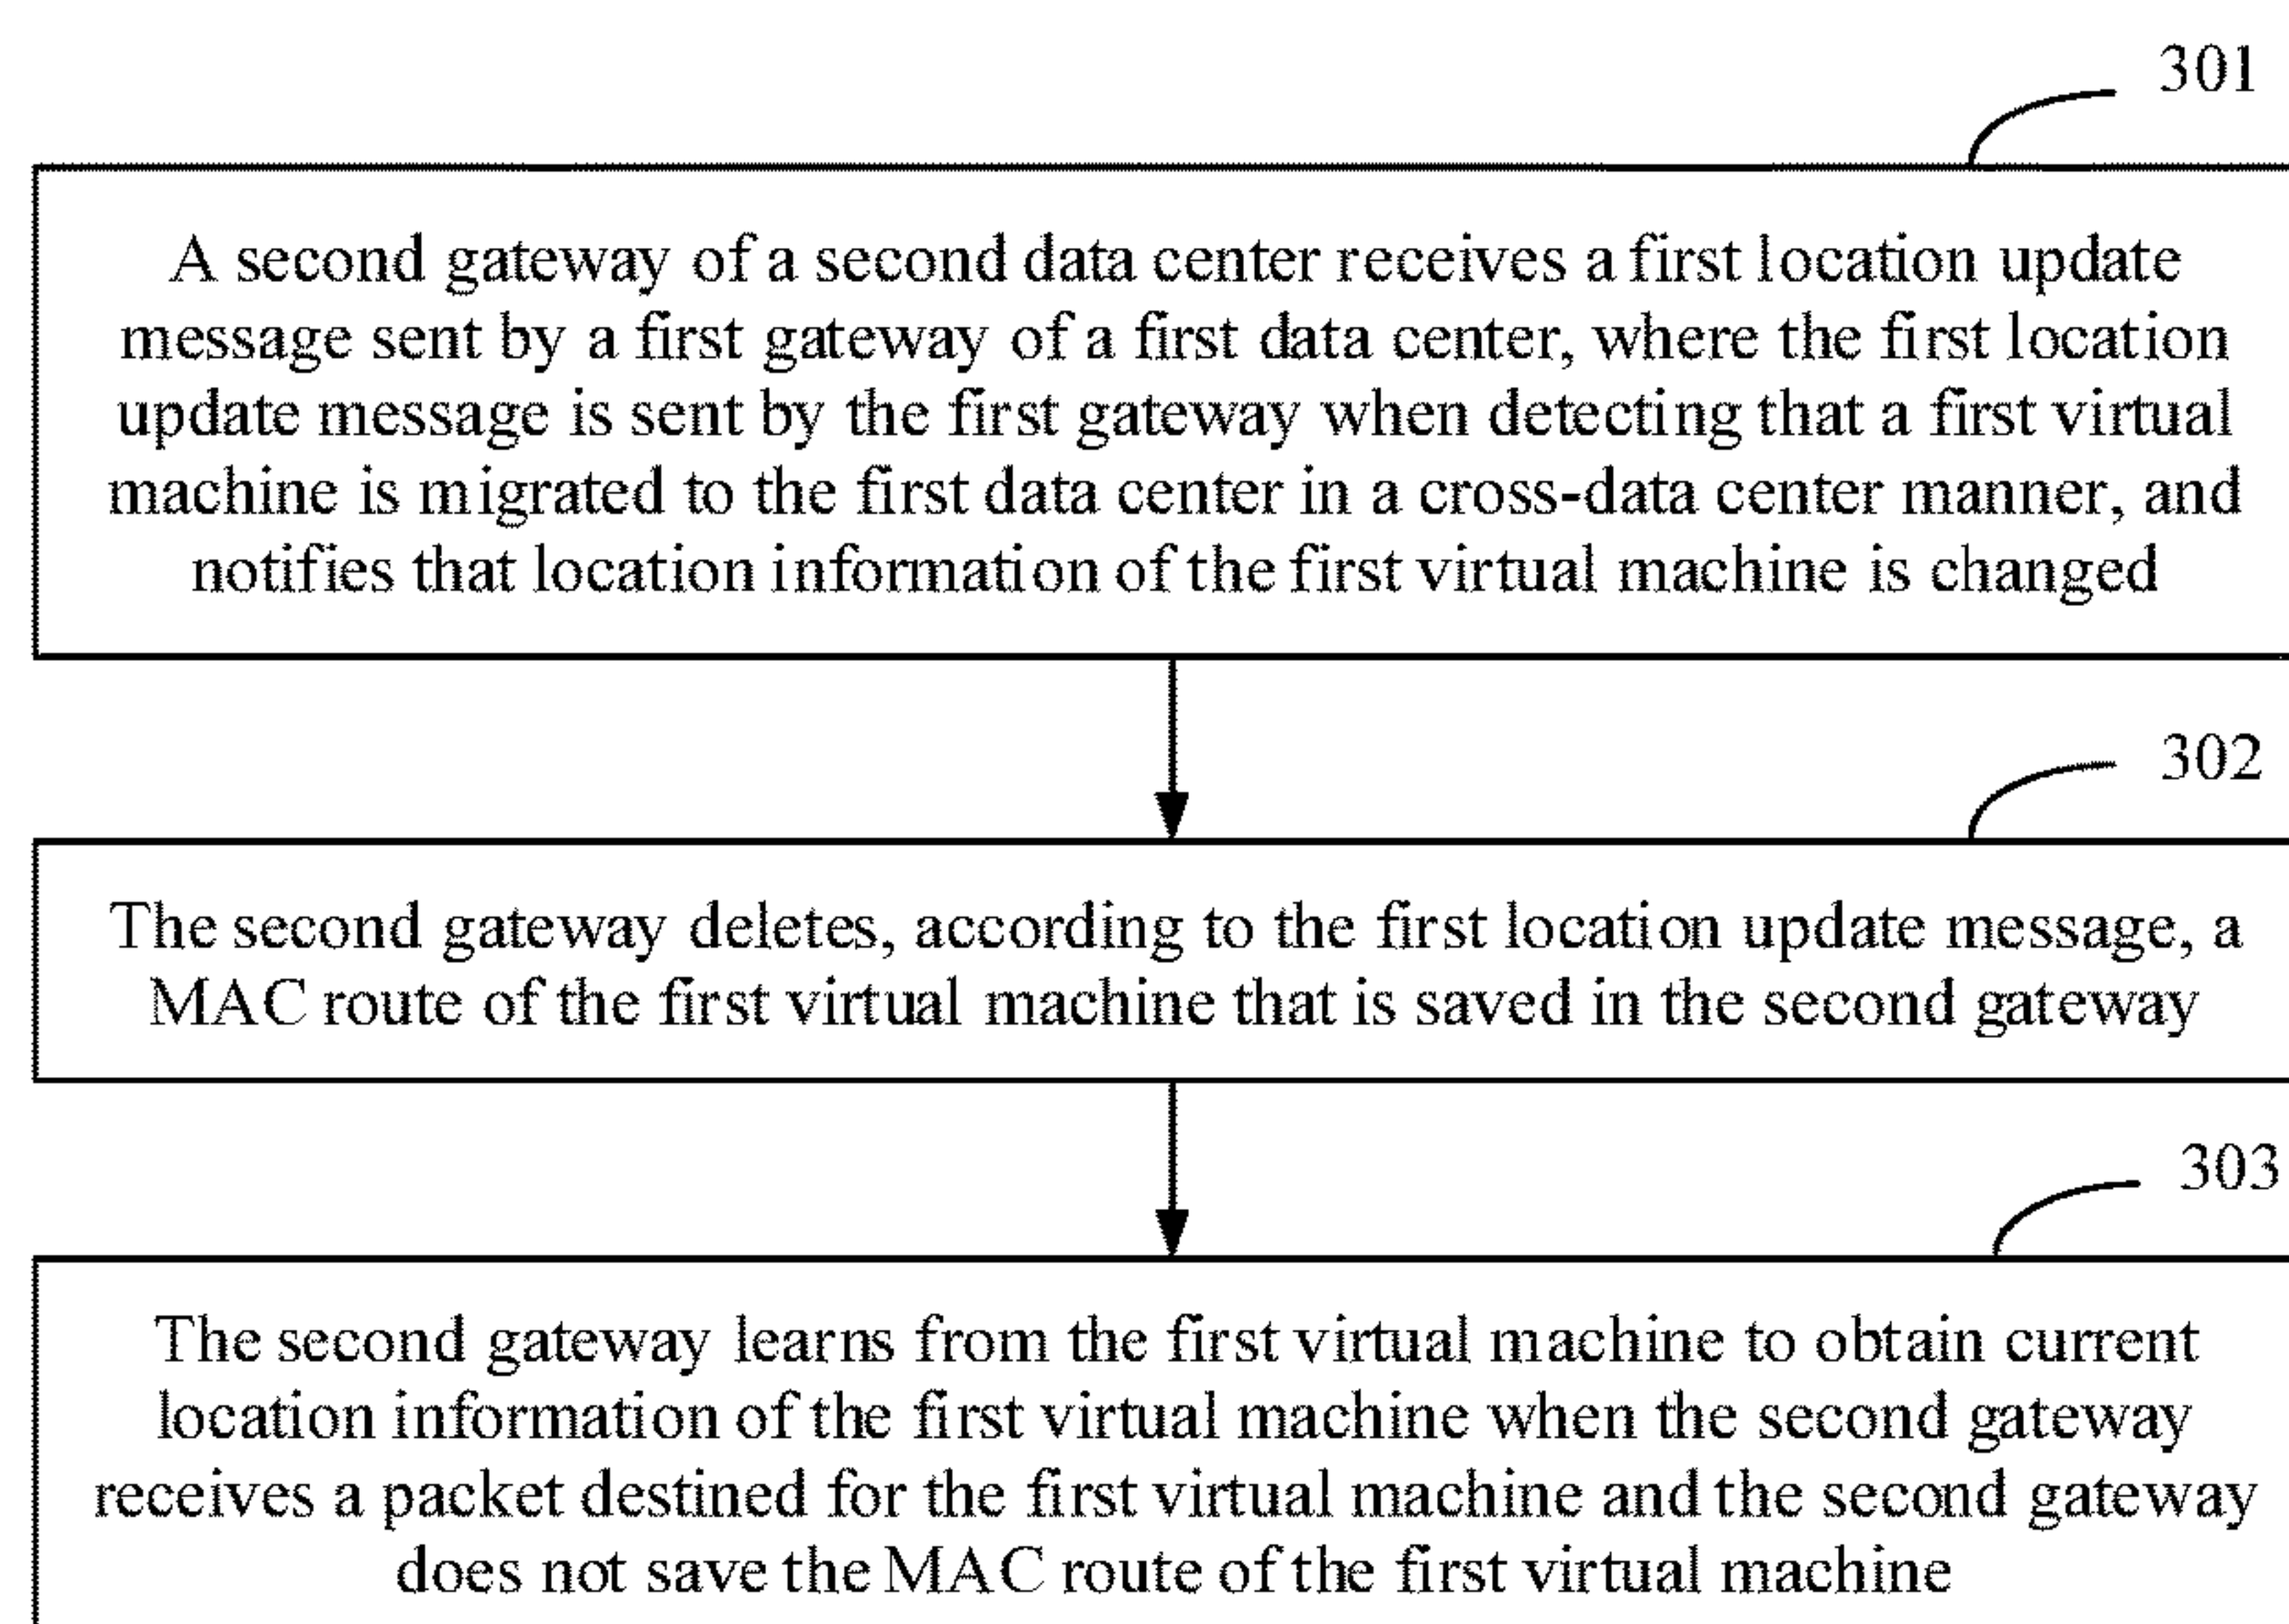 301
A second gateway of a second data center receives a first location update
message sent by a first gateway of a first data center, where the first location
update message is sent by the first gateway when detecting that a first virtual
machine is migrated to the first data center in a cross-data center manner, and
notifies that location information of the first virtual machine is changed
302
The second gateway deletes, according to the first location update message, a
MAC route of the first virtual machine that is saved in the second gateway
303
The second gateway learns from the first virtual machine to obtain current
location information of the first virtual machine when the second gateway
receives a packet destined for the first virtual machine and the second gateway
does not save the MAC route of the first virtual machine